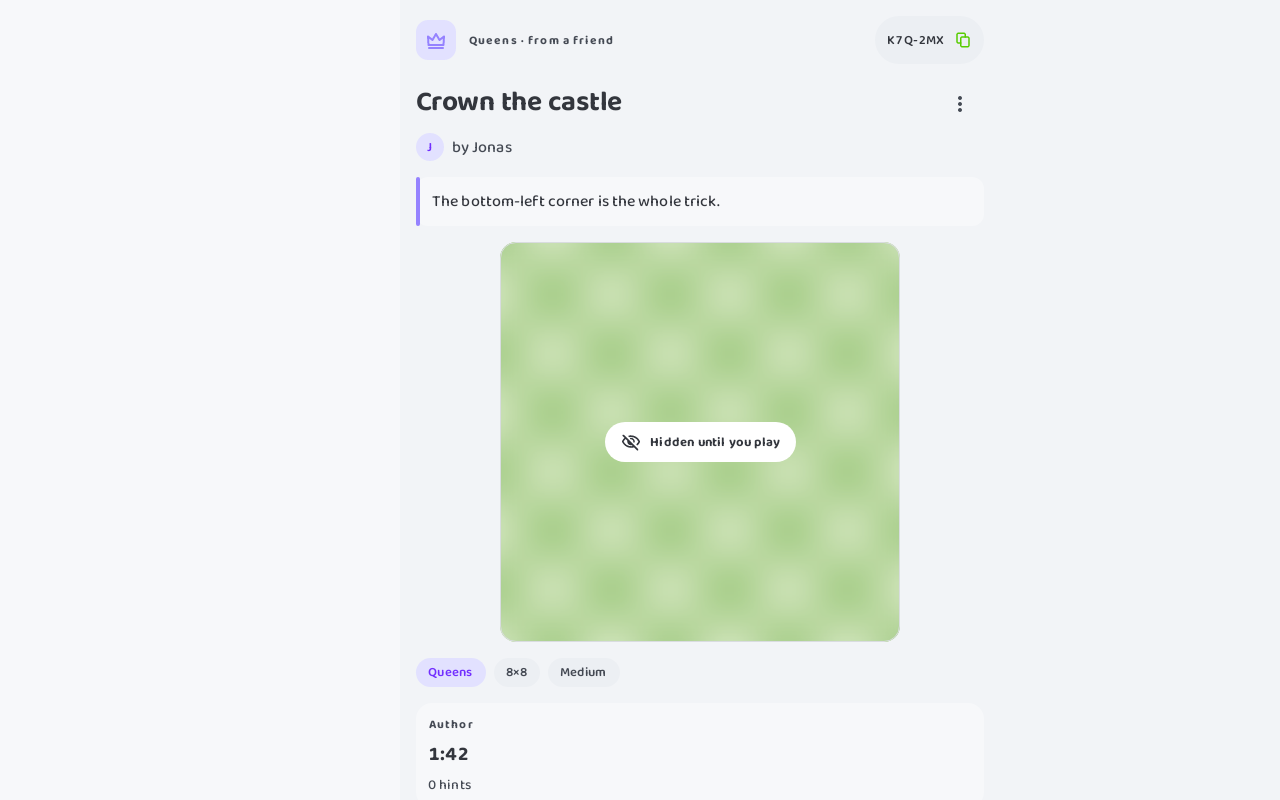 Queens · from a friend
K7Q-2MX
Crown the castle
J
by Jonas
The bottom-left corner is the whole trick.
Hidden until you play
Queens
8×8
Medium
Author
1:42
0 hints